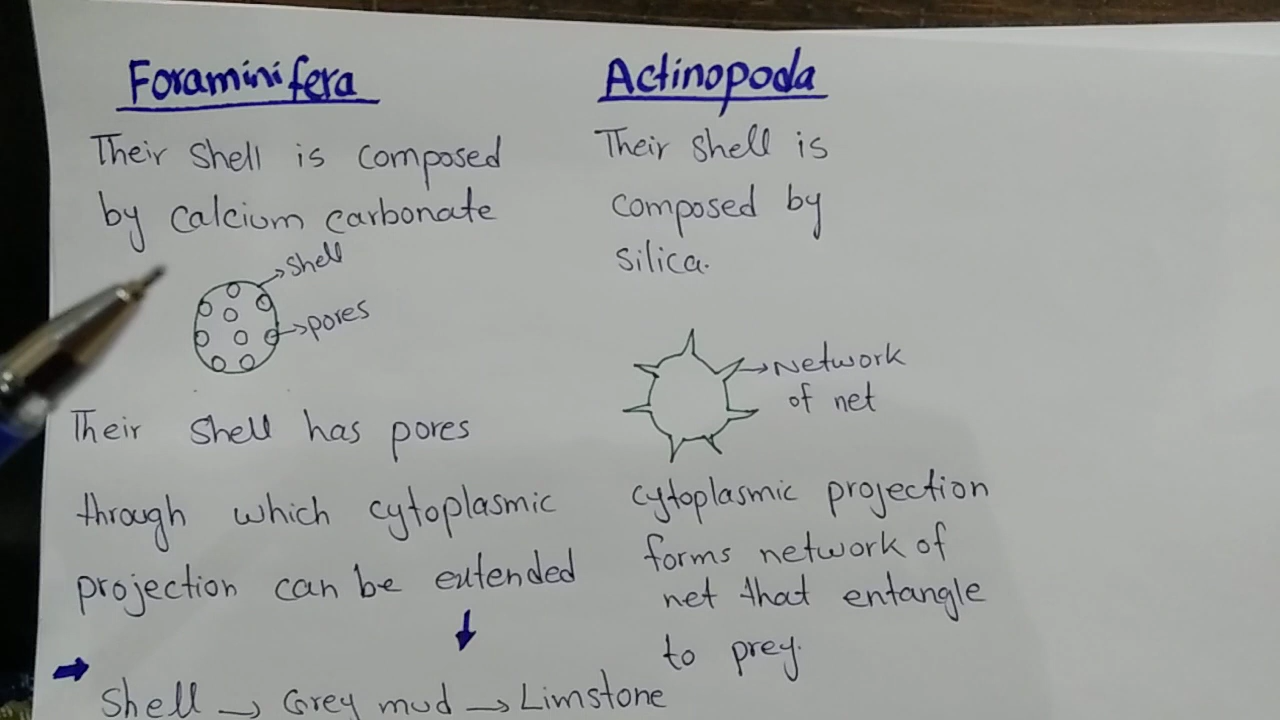 Foraminifera
Their shell is composed
by calcium carbonate
shell
pores
Their shell has pores
through which cytoplasmic
projection can be extended
Shell → Grey mud → Limstone
Actinopoda
Their shell is
composed by
silica.
Network
of net
cytoplasmic projection
forms network of
net that entangle
to prey.